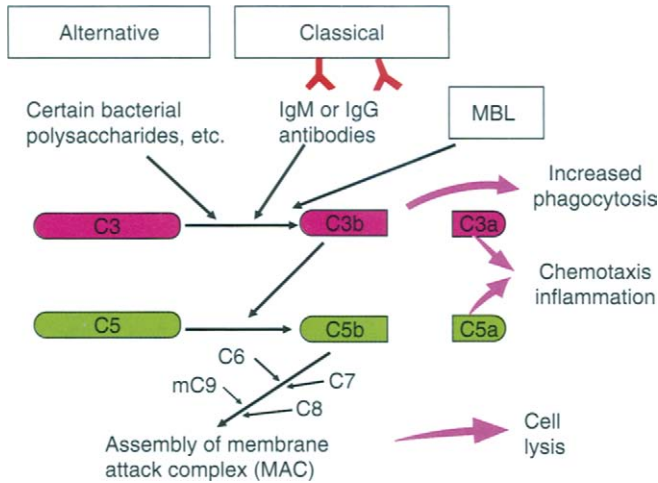 Alternative
Classical
Certain bacterial
polysaccharides, etc.
IgM or IgG
antibodies
MBL
Increased
phagocytosis
C3
C3b
C3a
Chemotaxis
inflammation
C5
C5b
C5a
C6
C7
mC9
C8
Assembly of membrane
attack complex (MAC)
Cell
lysis